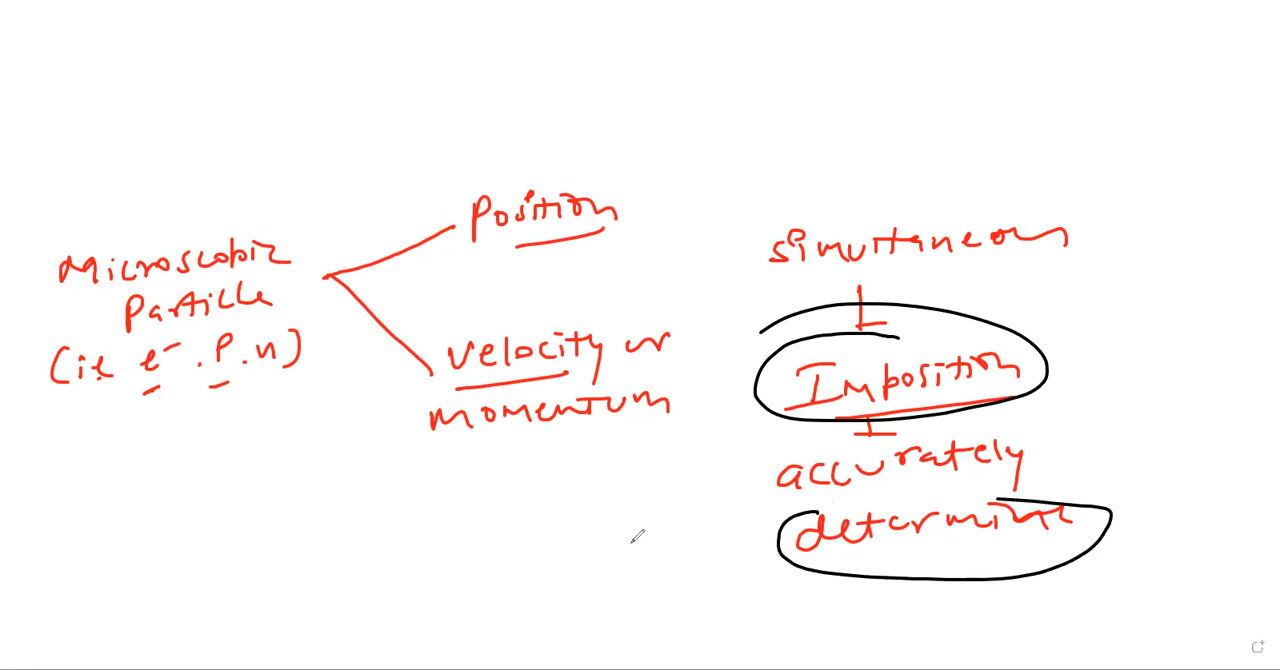 Microscopic
Particle
(ie e⁻ . P . n)
Position
velocity or
momentum
simultaneous
Imposition
accurately
determine